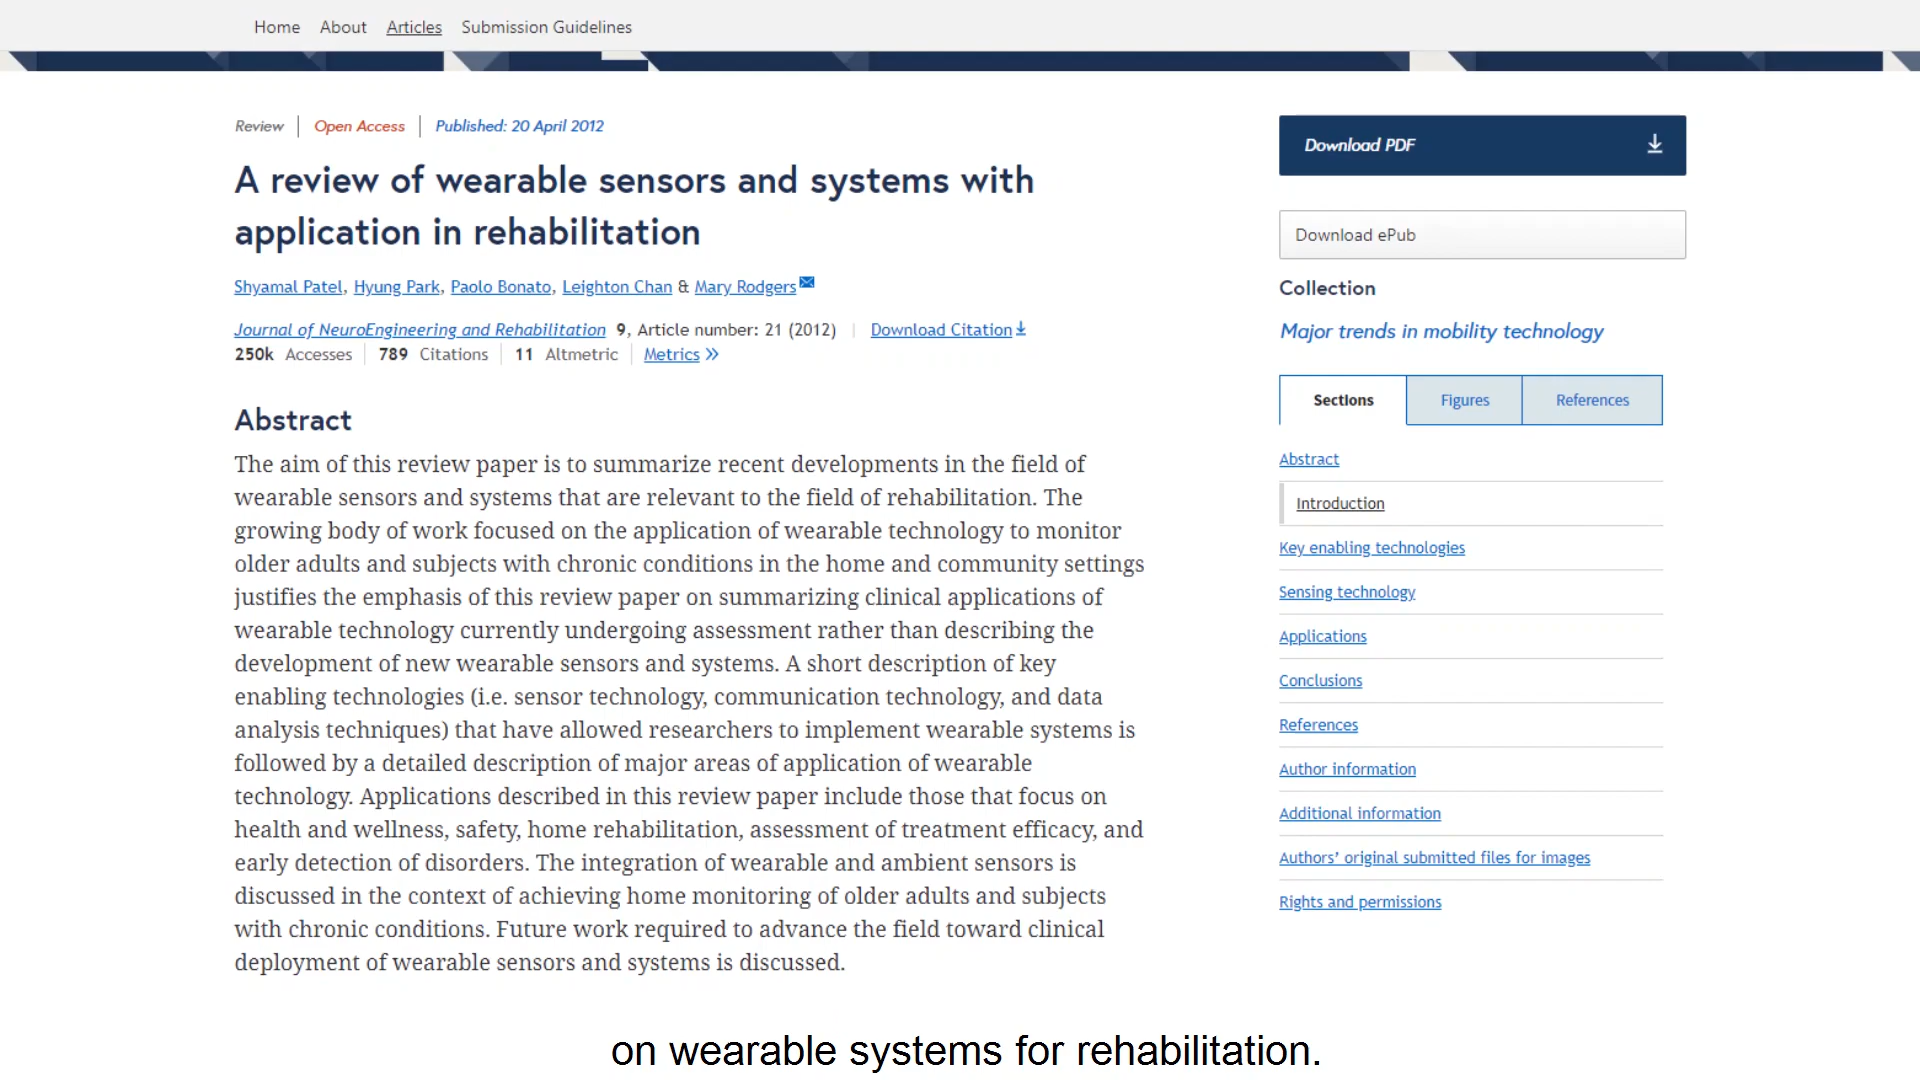 Home About Articles Submission Guidelines
Review Open Access Published: 20 April 2012
A review of wearable sensors and systems with
application in rehabilitation
Shyamal Patel, Hyung Park, Paolo Bonato, Leighton Chan & Mary Rodgers
Journal of NeuroEngineering and Rehabilitation 9, Article number: 21 (2012) Download Citation
250k Accesses 789 Citations 11 Altmetric Metrics
Abstract
The aim of this review paper is to summarize recent developments in the field of
wearable sensors and systems that are relevant to the field of rehabilitation. The
growing body of work focused on the application of wearable technology to monitor
older adults and subjects with chronic conditions in the home and community settings
justifies the emphasis of this review paper on summarizing clinical applications of
wearable technology currently undergoing assessment rather than describing the
development of new wearable sensors and systems. A short description of key
enabling technologies (i.e. sensor technology, communication technology, and data
analysis techniques) that have allowed researchers to implement wearable systems is
followed by a detailed description of major areas of application of wearable
technology. Applications described in this review paper include those that focus on
health and wellness, safety, home rehabilitation, assessment of treatment efficacy, and
early detection of disorders. The integration of wearable and ambient sensors is
discussed in the context of achieving home monitoring of older adults and subjects
with chronic conditions. Future work required to advance the field toward clinical
deployment of wearable sensors and systems is discussed.
Download PDF
Download ePub
Collection
Major trends in mobility technology
Sections Figures References
Abstract
Introduction
Key enabling technologies
Sensing technology
Applications
Conclusions
References
Author information
Additional information
Authors’ original submitted files for images
Rights and permissions
on wearable systems for rehabilitation.